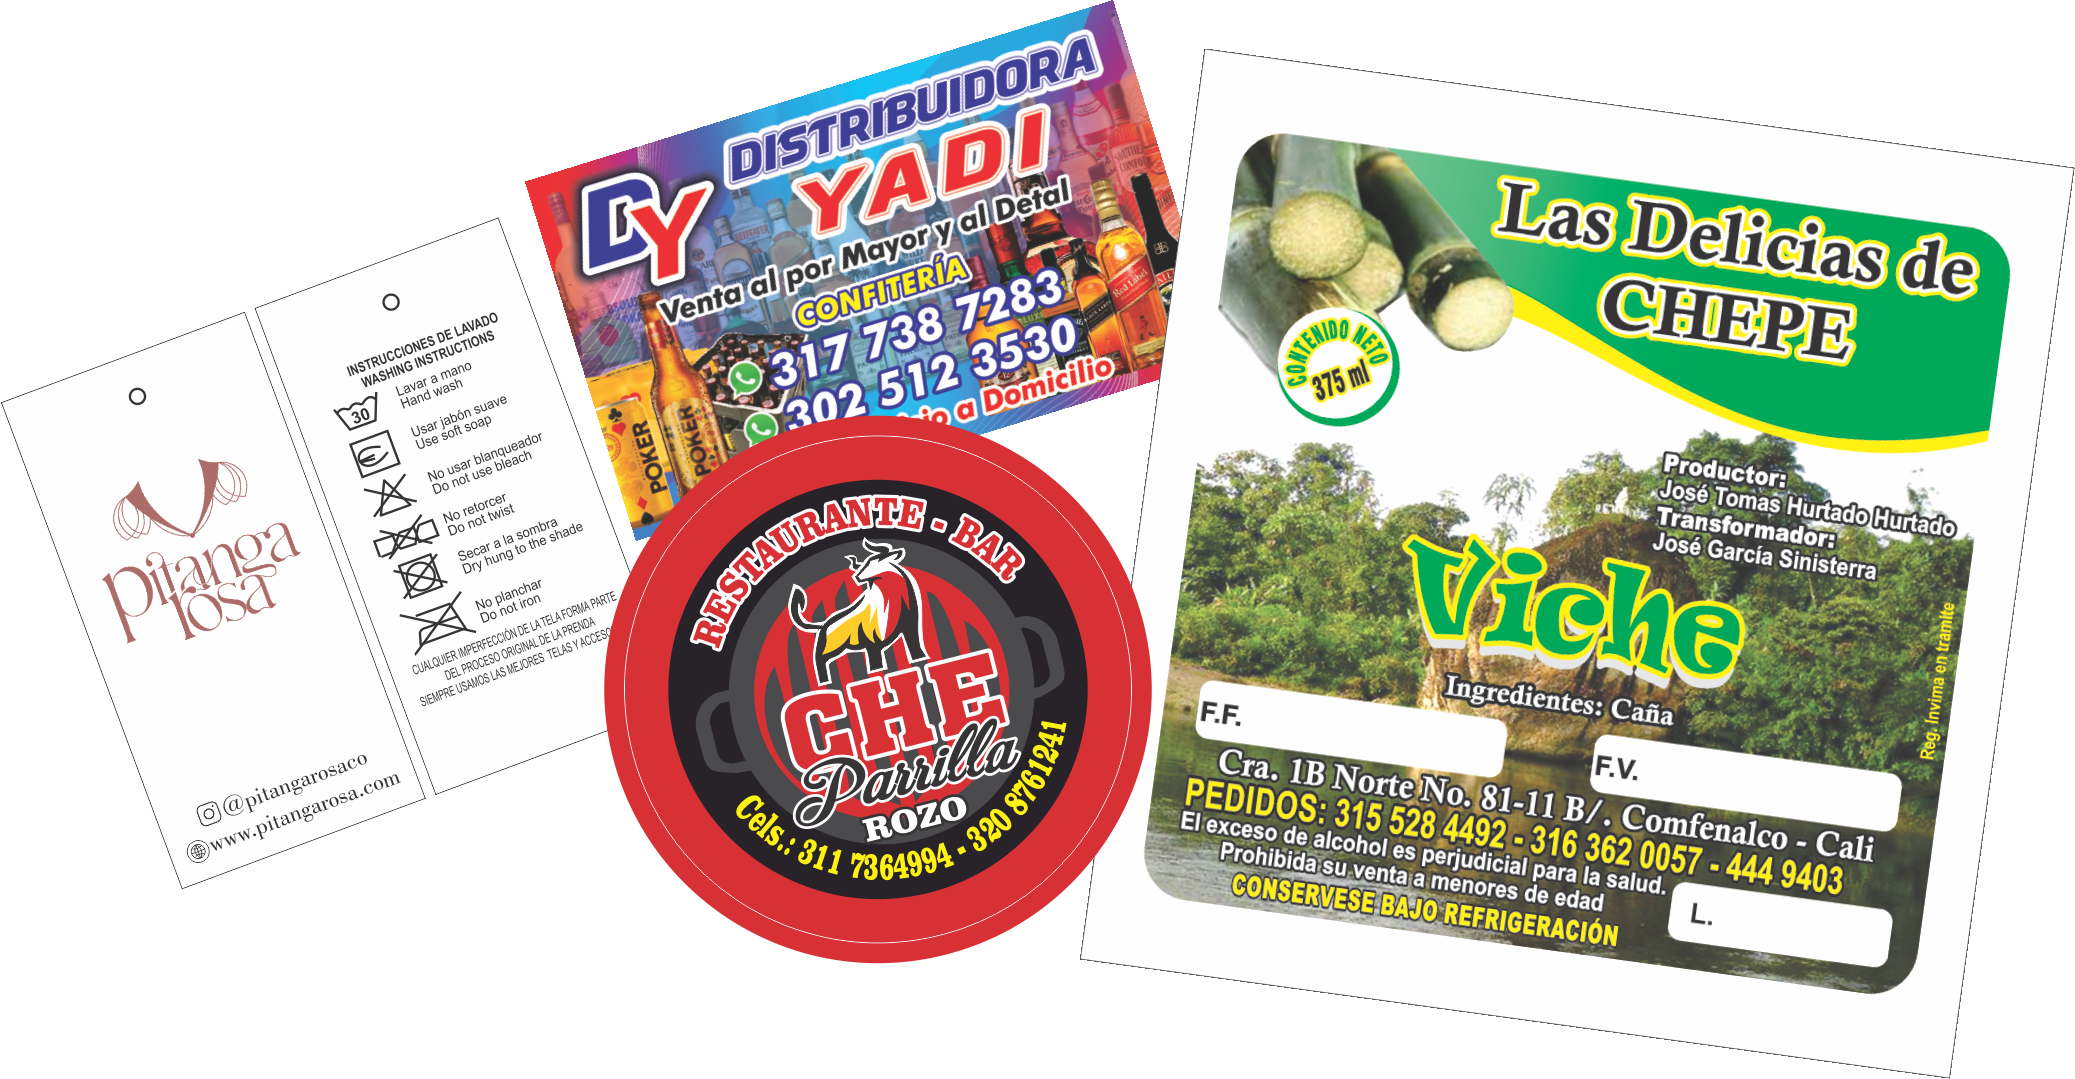 pitanga
rosa
@pitangarosaco
www.pitangarosa.com
INSTRUCCIONES DE LAVADO
WASHING INSTRUCTIONS
30
Lavar a mano
Hand wash
Usar jabón suave
Use soft soap
No usar blanqueador
Do not use bleach
No retorcer
Do not twist
Secar a la sombra
Dry hung to the shade
No planchar
Do not iron
CUALQUIER IMPERFECCIÓN DE LA TELA FORMA PARTE
DEL PROCESO ORIGINAL DE LA PRENDA
SIEMPRE USAMOS LAS MEJORES TELAS Y
DY
DISTRIBUIDORA
YADI
Venta al por Mayor y al Detal
CONFITERÍA
317 738 7283
302 512 3530
a Domicilio
POKER
POKER
Red Label
RESTAURANTE - BAR
CHE
Parrilla
ROZO
Cels.: 311 7364994 - 320 8761241
Las Delicias de
CHEPE
CONTENIDO NETO
375 ml
Productor:
José Tomas Hurtado Hurtado
Transformador:
José García Sinisterra
Viche
Ingredientes: Caña
Reg. Invima en tramite
F.F.
F.V.
Cra. 1B Norte No. 81-11 B/. Comfenalco - Cali
PEDIDOS: 315 528 4492 - 316 362 0057 - 444 9403
El exceso de alcohol es perjudicial para la salud.
Prohibida su venta a menores de edad
CONSERVESE BAJO REFRIGERACIÓN
L.